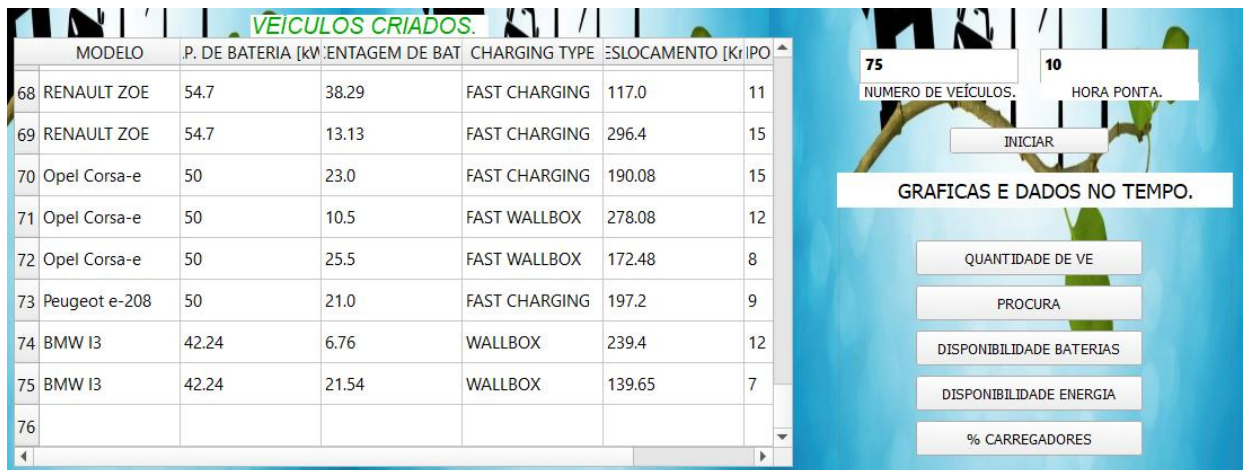 VEÍCULOS CRIADOS.
MODELO .P. DE BATERIA [kW ENTAGEM DE BAT CHARGING TYPE ESLOCAMENTO [Kr IPO
68 RENAULT ZOE 54.7 38.29 FAST CHARGING 117.0 11
69 RENAULT ZOE 54.7 13.13 FAST CHARGING 296.4 15
70 Opel Corsa-e 50 23.0 FAST CHARGING 190.08 15
71 Opel Corsa-e 50 10.5 FAST WALLBOX 278.08 12
72 Opel Corsa-e 50 25.5 FAST WALLBOX 172.48 8
73 Peugeot e-208 50 21.0 FAST CHARGING 197.2 9
74 BMW I3 42.24 6.76 WALLBOX 239.4 12
75 BMW I3 42.24 21.54 WALLBOX 139.65 7
76
75 10
NUMERO DE VEÍCULOS. HORA PONTA.
INICIAR
GRAFICAS E DADOS NO TEMPO.
QUANTIDADE DE VE
PROCURA
DISPONIBILIDADE BATERIAS
DISPONIBILIDADE ENERGIA
% CARREGADORES